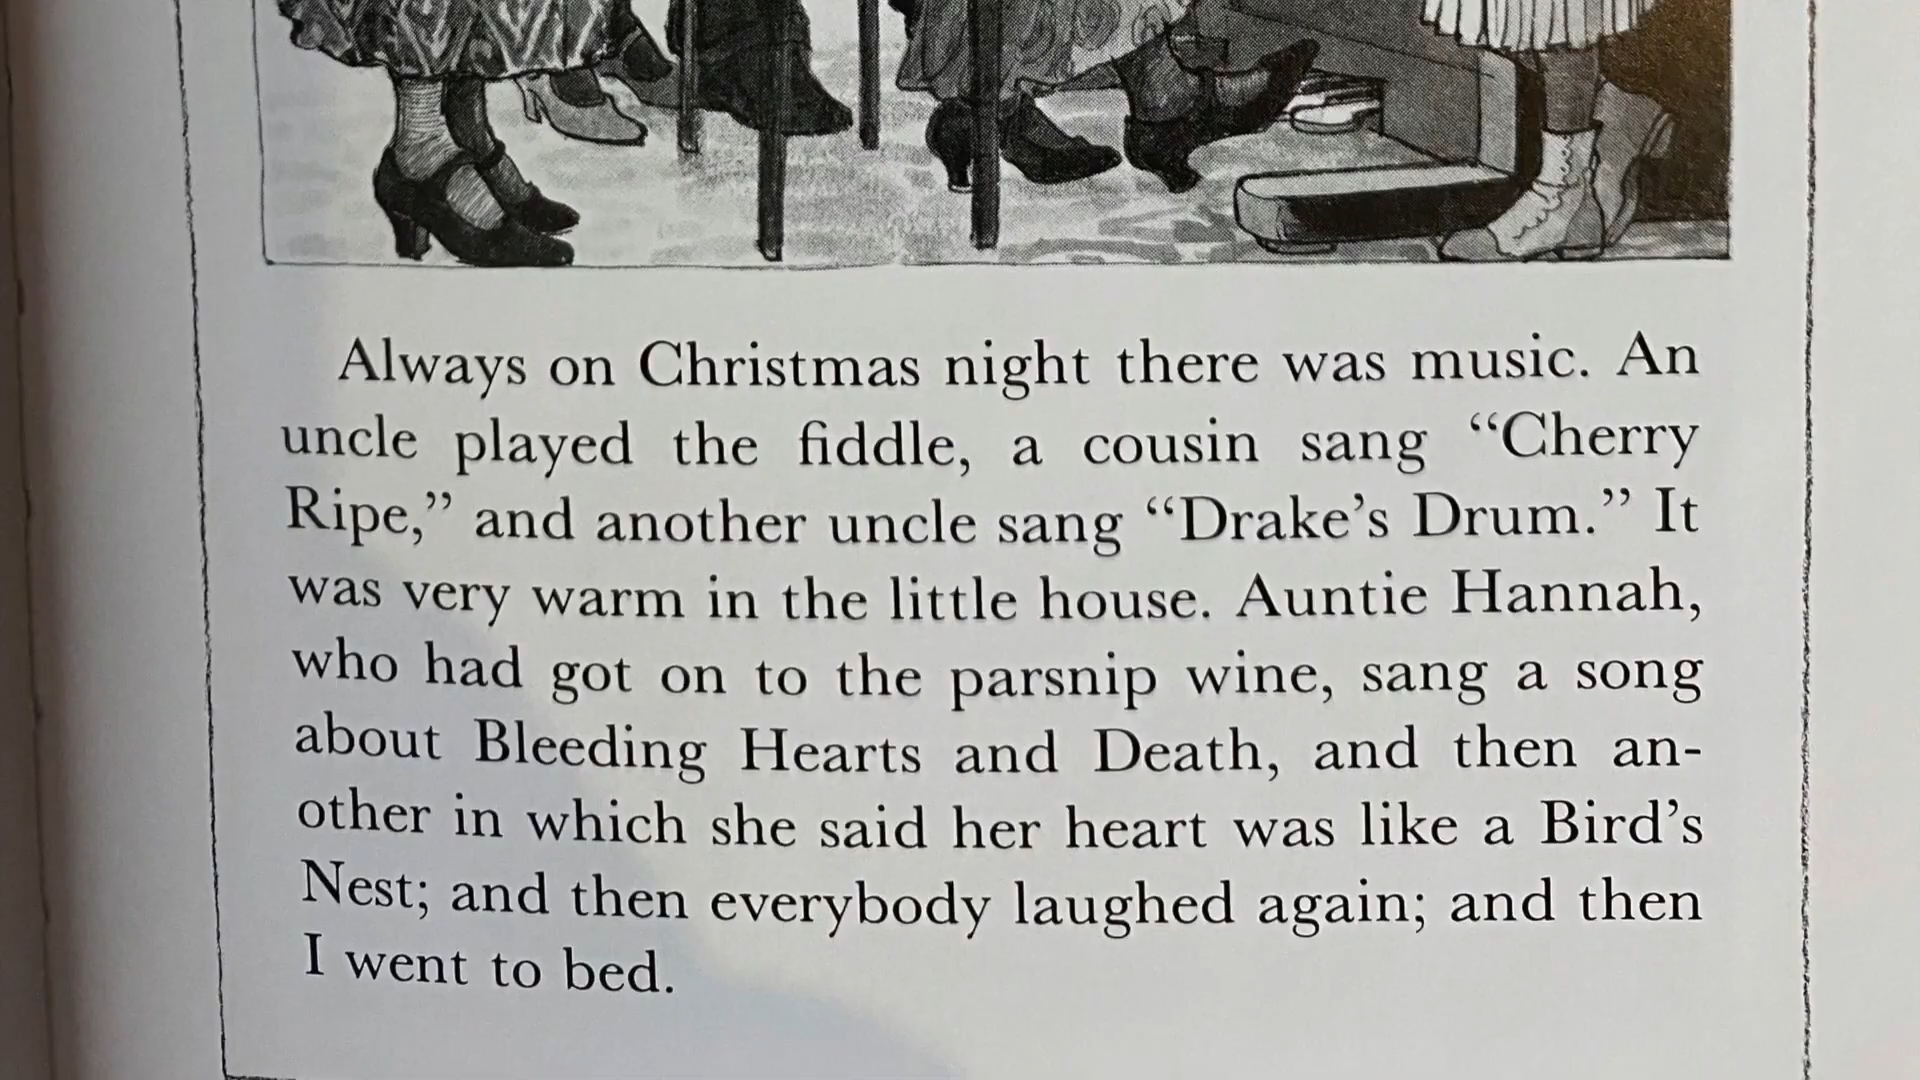 Always on Christmas night there was music. An
uncle played the fiddle, a cousin sang “Cherry
Ripe,” and another uncle sang “Drake’s Drum.” It
was very warm in the little house. Auntie Hannah,
who had got on to the parsnip wine, sang a song
about Bleeding Hearts and Death, and then an-
other in which she said her heart was like a Bird’s
Nest; and then everybody laughed again; and then
I went to bed.